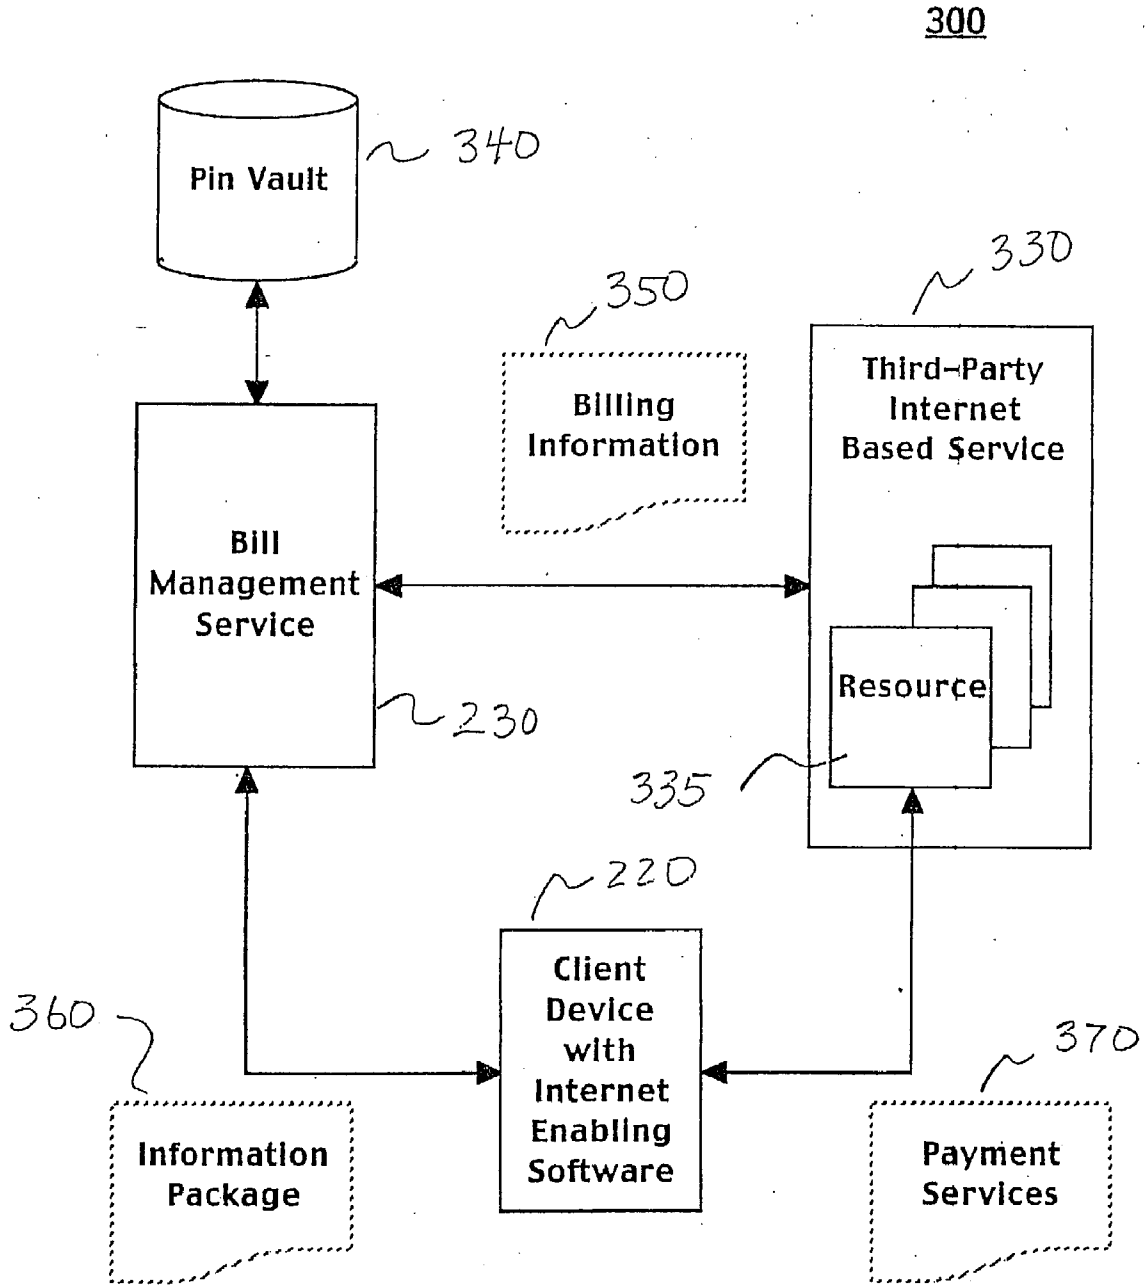 300
Pin Vault
340
330
350
Third-Party
Internet
Based Service
Billing
Information
Bill
Management
Service
Resource
230
335
220
Client
Device
with
Internet
Enabling
Software
360
370
Information
Package
Payment
Services